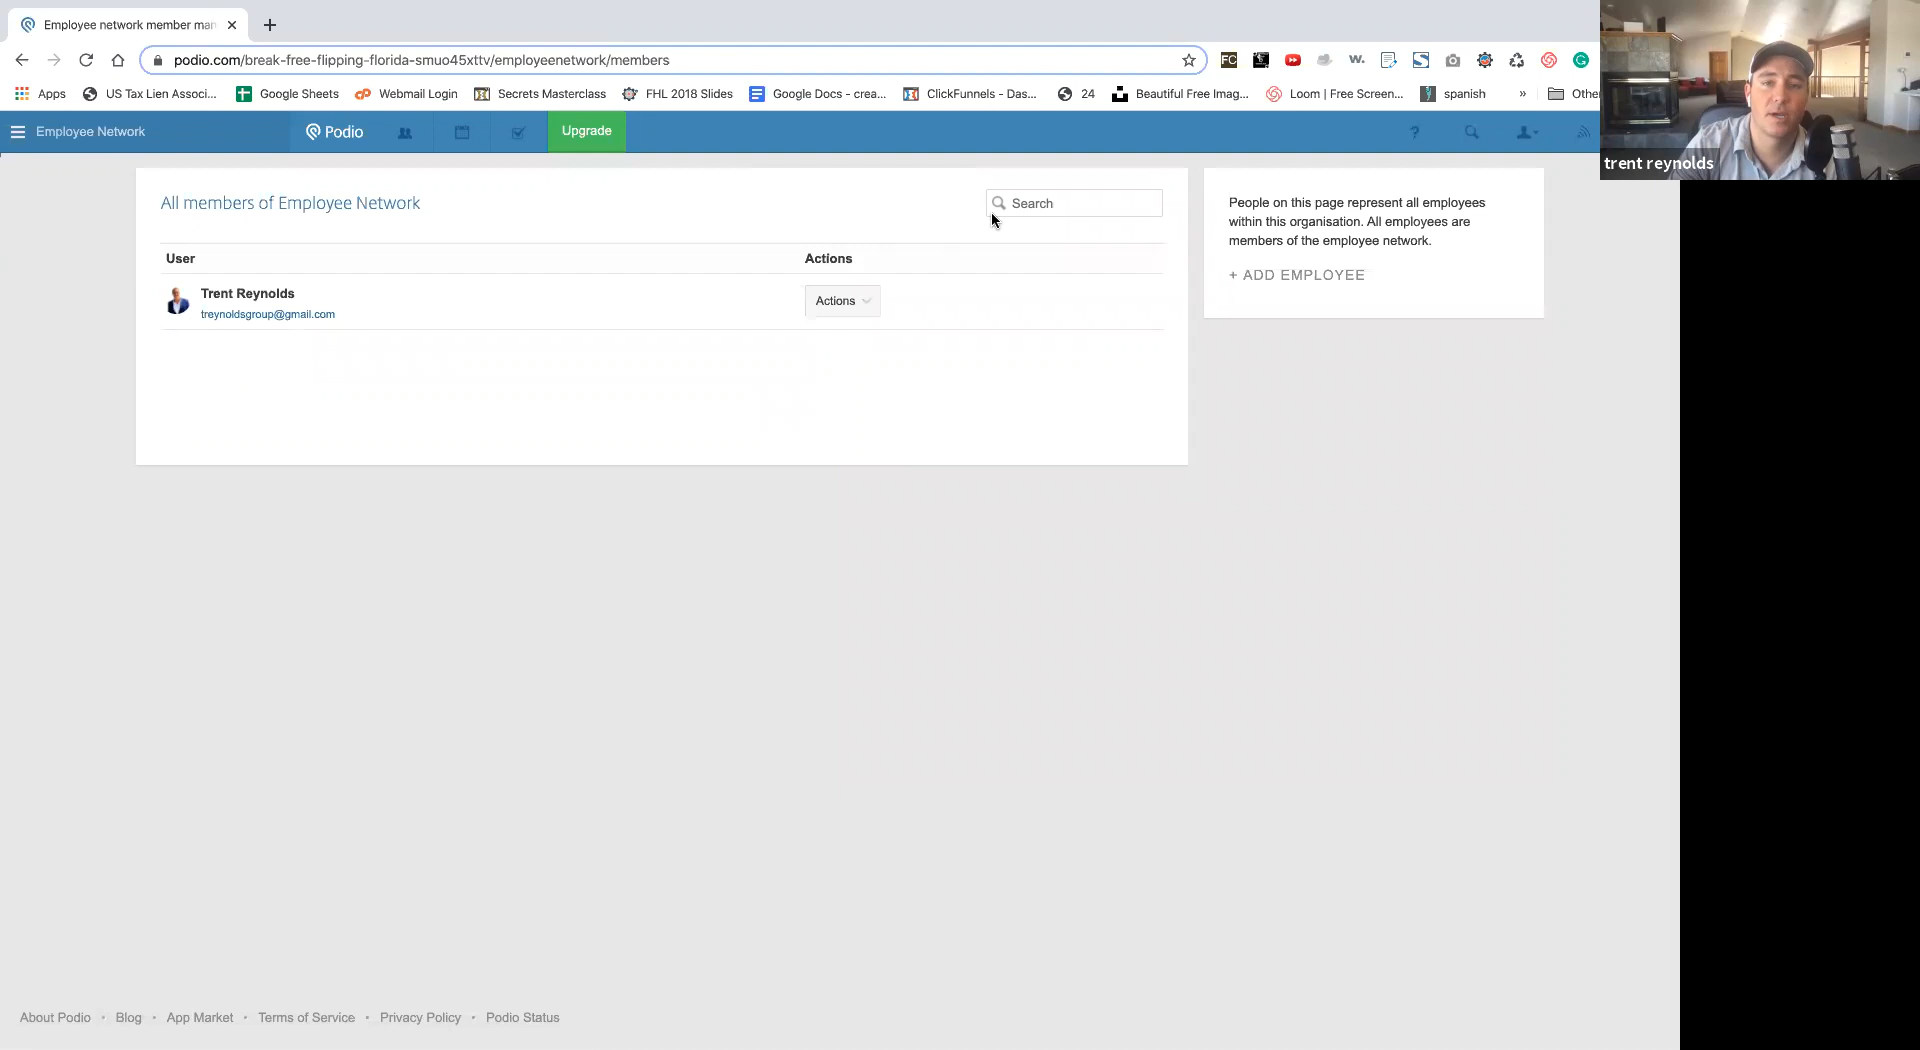 Employee network member man
podio.com/break-free-flipping-florida-smuo45xttv/employeenetwork/members
FC
W.
Apps
US Tax Lien Associ...
Google Sheets
Webmail Login
Secrets Masterclass
FHL 2018 Slides
Google Docs - crea...
ClickFunnels - Das...
24
Beautiful Free Imag...
Loom | Free Screen...
spanish
»
Othe
Employee Network
Podio
Upgrade
?
trent reynolds
All members of Employee Network
Search
User
Actions
Trent Reynolds
treynoldsgroup@gmail.com
Actions
People on this page represent all employees
within this organisation. All employees are
members of the employee network.
+ ADD EMPLOYEE
About Podio • Blog • App Market • Terms of Service • Privacy Policy • Podio Status